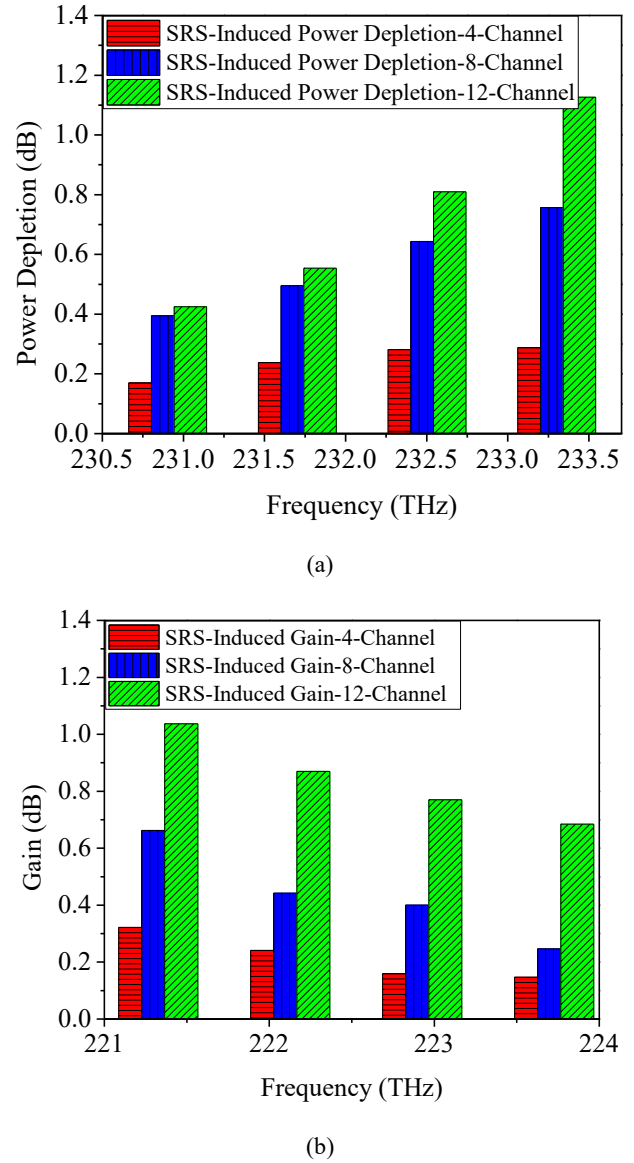 1.4
1.2
1.0
0.8
0.6
0.4
0.2
0.0
Power Depletion (dB)
SRS-Induced Power Depletion-4-Channel
SRS-Induced Power Depletion-8-Channel
SRS-Induced Power Depletion-12-Channel
230.5 231.0 231.5 232.0 232.5 233.0 233.5
Frequency (THz)
(a)
1.4
1.2
1.0
0.8
0.6
0.4
0.2
0.0
Gain (dB)
SRS-Induced Gain-4-Channel
SRS-Induced Gain-8-Channel
SRS-Induced Gain-12-Channel
221 222 223 224
Frequency (THz)
(b)